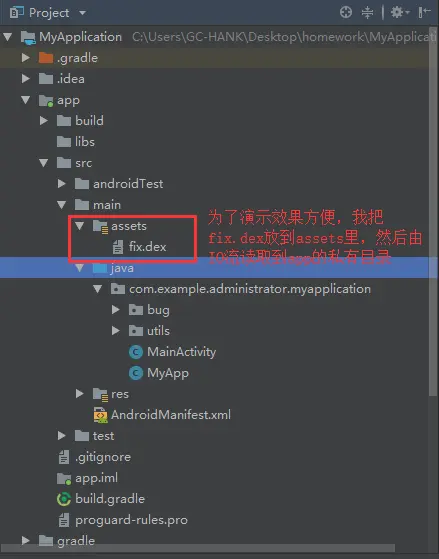 Project
MyApplication C:\Users\GC-HANK\Desktop\homework\MyApplicati
.gradle
.idea
app
build
libs
src
androidTest
main
assets
fix.dex
为了演示效果方便，我把
fix.dex放到assets里，然后由
IO流读取到app的私有目录
java
com.example.administrator.myapplication
bug
utils
MainActivity
MyApp
res
AndroidManifest.xml
test
.gitignore
app.iml
build.gradle
proguard-rules.pro
gradle